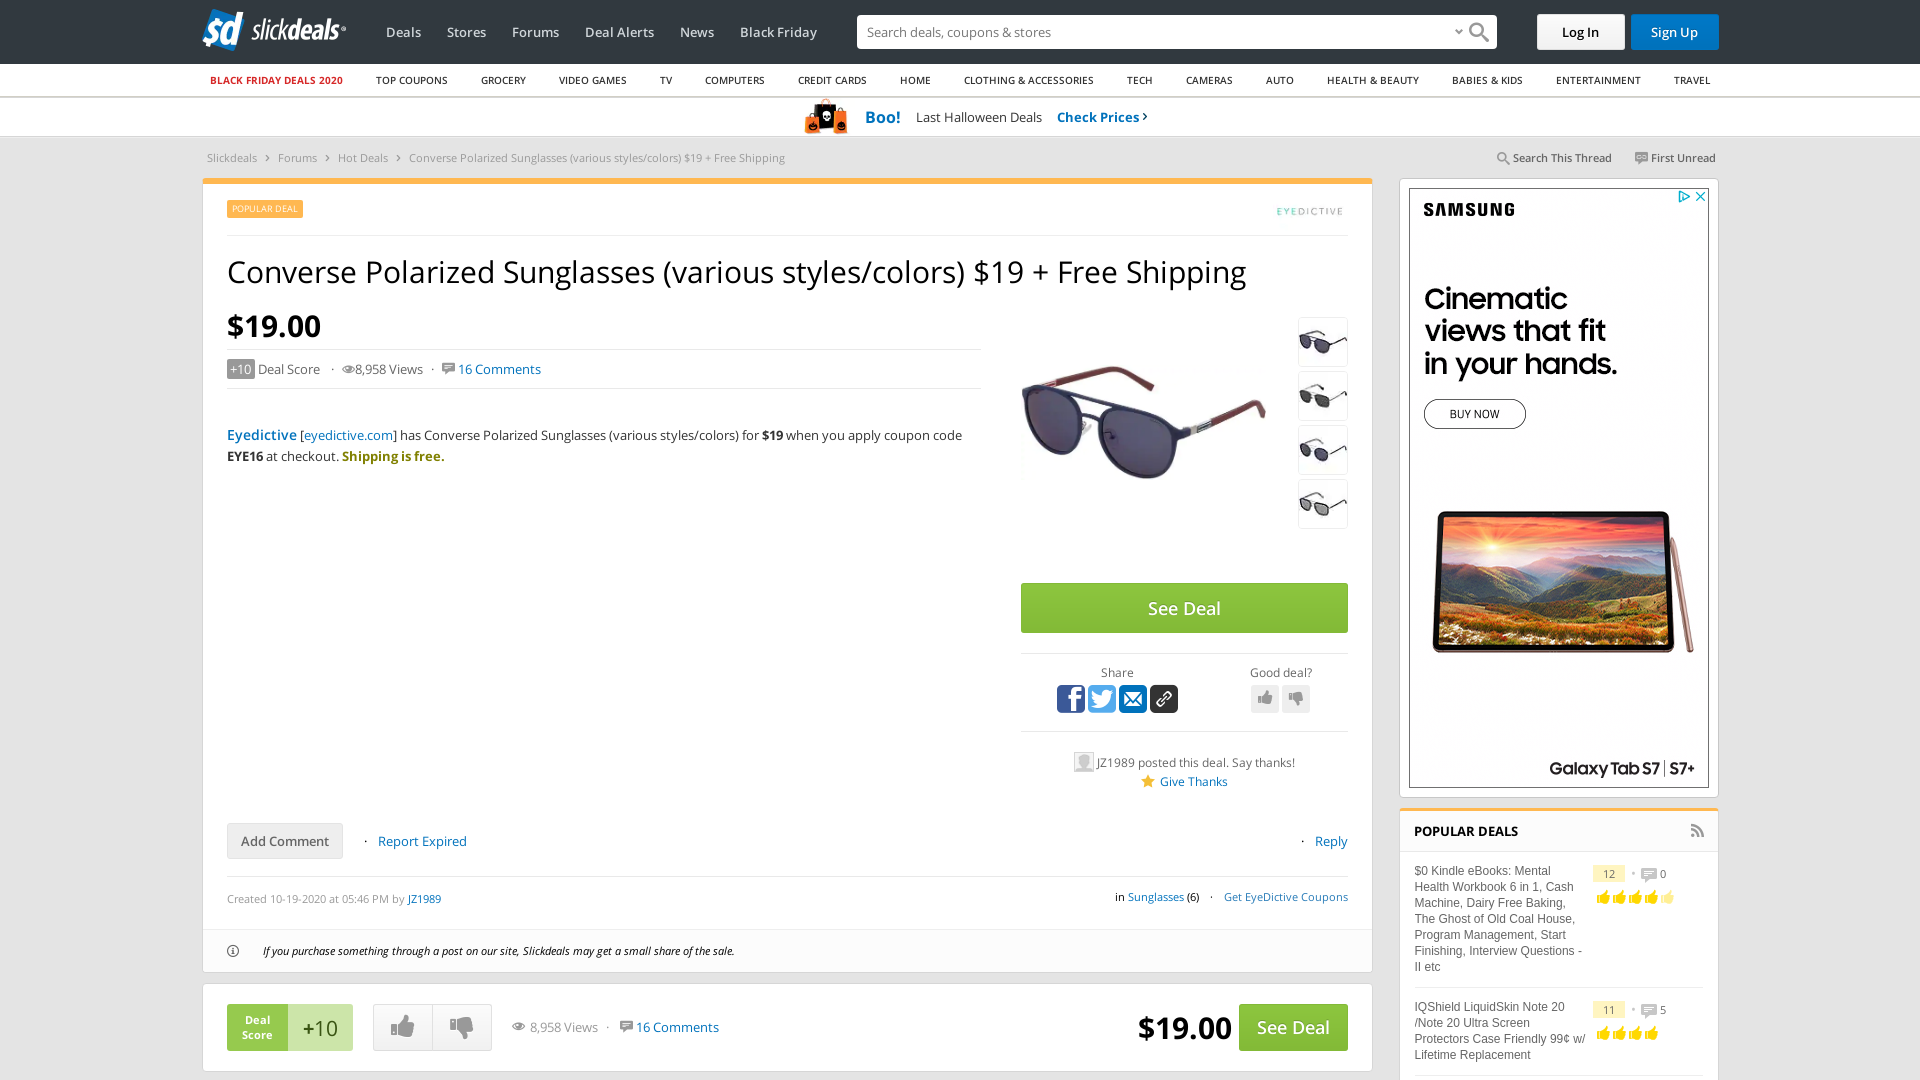 sd slickdeals
Deals Stores Forums Deal Alerts News Black Friday
Search deals, coupons & stores
Log In Sign Up
BLACK FRIDAY DEALS 2020 TOP COUPONS GROCERY VIDEO GAMES TV COMPUTERS CREDIT CARDS HOME CLOTHING & ACCESSORIES TECH CAMERAS AUTO HEALTH & BEAUTY BABIES & KIDS ENTERTAINMENT TRAVEL
Boo! Last Halloween Deals Check Prices
Slickdeals Forums Hot Deals Converse Polarized Sunglasses (various styles/colors) $19 + Free Shipping
Search This Thread First Unread
POPULAR DEAL
EYEDICTIVE
Converse Polarized Sunglasses (various styles/colors) $19 + Free Shipping
$19.00
+10 Deal Score · 8,958 Views · 16 Comments
Eyedictive [eyedictive.com] has Converse Polarized Sunglasses (various styles/colors) for $19 when you apply coupon code
EYE16 at checkout. Shipping is free.
See Deal
Share
Good deal?
JZ1989 posted this deal. Say thanks!
Give Thanks
Add Comment · Report Expired
· Reply
Created 10-19-2020 at 05:46 PM by JZ1989
in Sunglasses (6) · Get EyeDictive Coupons
If you purchase something through a post on our site, Slickdeals may get a small share of the sale.
Deal
Score
+10
8,958 Views · 16 Comments
$19.00 See Deal
SAMSUNG
Cinematic
views that fit
in your hands.
BUY NOW
Galaxy Tab S7 | S7+
POPULAR DEALS
$0 Kindle eBooks: Mental
Health Workbook 6 in 1, Cash
Machine, Dairy Free Baking,
The Ghost of Old Coal House,
Program Management, Start
Finishing, Interview Questions -
II etc
12 • 0
IQShield LiquidSkin Note 20
/Note 20 Ultra Screen
Protectors Case Friendly 99¢ w/
Lifetime Replacement
11 • 5